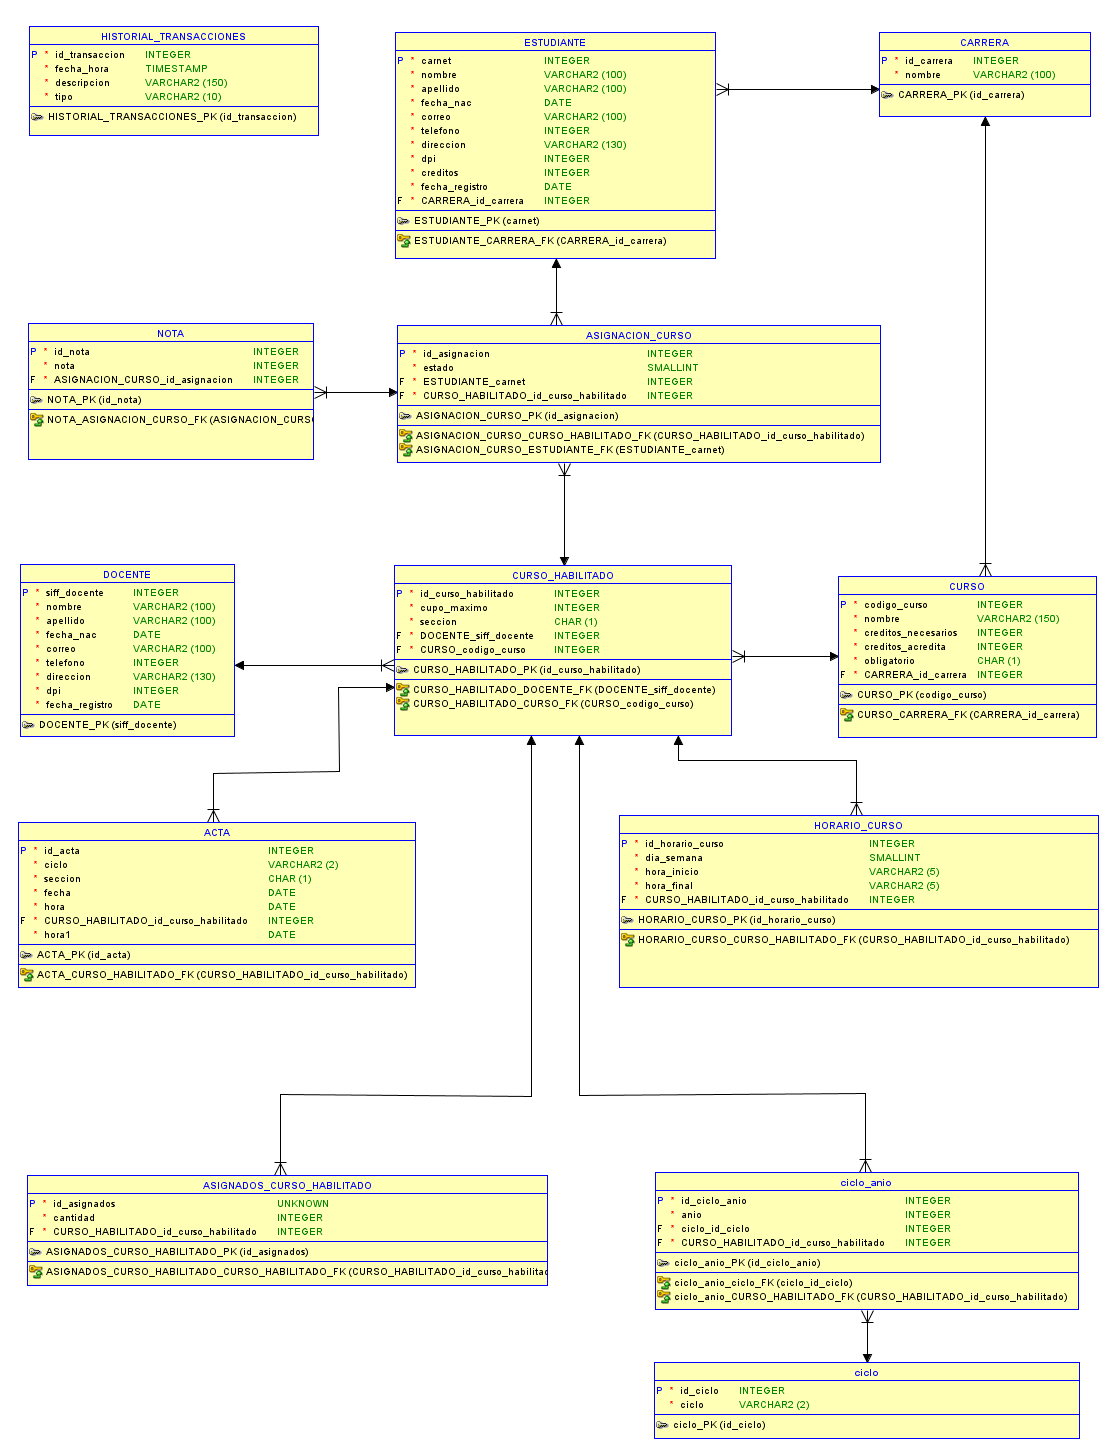 HISTORIAL_TRANSACCIONES
P * id_transaccion INTEGER
* fecha_hora TIMESTAMP
* descripcion VARCHAR2 (150)
* tipo VARCHAR2 (10)
HISTORIAL_TRANSACCIONES_PK (id_transaccion)
ESTUDIANTE
P * carnet INTEGER
* nombre VARCHAR2 (100)
* apellido VARCHAR2 (100)
* fecha_nac DATE
* correo VARCHAR2 (100)
* telefono INTEGER
* direccion VARCHAR2 (130)
* dpi INTEGER
* creditos INTEGER
* fecha_registro DATE
F * CARRERA_id_carrera INTEGER
ESTUDIANTE_PK (carnet)
ESTUDIANTE_CARRERA_FK (CARRERA_id_carrera)
CARRERA
P * id_carrera INTEGER
* nombre VARCHAR2 (100)
CARRERA_PK (id_carrera)
NOTA
P * id_nota INTEGER
* nota INTEGER
F * ASIGNACION_CURSO_id_asignacion INTEGER
NOTA_PK (id_nota)
NOTA_ASIGNACION_CURSO_FK (ASIGNACION_CURSO
ASIGNACION_CURSO
P * id_asignacion INTEGER
* estado SMALLINT
F * ESTUDIANTE_carnet INTEGER
F * CURSO_HABILITADO_id_curso_habilitado INTEGER
ASIGNACION_CURSO_PK (id_asignacion)
ASIGNACION_CURSO_CURSO_HABILITADO_FK (CURSO_HABILITADO_id_curso_habilitado)
ASIGNACION_CURSO_ESTUDIANTE_FK (ESTUDIANTE_carnet)
DOCENTE
P * siff_docente INTEGER
* nombre VARCHAR2 (100)
* apellido VARCHAR2 (100)
* fecha_nac DATE
* correo VARCHAR2 (100)
* telefono INTEGER
* direccion VARCHAR2 (130)
* dpi INTEGER
* fecha_registro DATE
DOCENTE_PK (siff_docente)
CURSO_HABILITADO
P * id_curso_habilitado INTEGER
* cupo_maximo INTEGER
* seccion CHAR (1)
F * DOCENTE_siff_docente INTEGER
F * CURSO_codigo_curso INTEGER
CURSO_HABILITADO_PK (id_curso_habilitado)
CURSO_HABILITADO_DOCENTE_FK (DOCENTE_siff_docente)
CURSO_HABILITADO_CURSO_FK (CURSO_codigo_curso)
CURSO
P * codigo_curso INTEGER
* nombre VARCHAR2 (150)
* creditos_necesarios INTEGER
* creditos_acredita INTEGER
* obligatorio CHAR (1)
F * CARRERA_id_carrera INTEGER
CURSO_PK (codigo_curso)
CURSO_CARRERA_FK (CARRERA_id_carrera)
ACTA
P * id_acta INTEGER
* ciclo VARCHAR2 (2)
* seccion CHAR (1)
* fecha DATE
* hora DATE
F * CURSO_HABILITADO_id_curso_habilitado INTEGER
* hora1 DATE
ACTA_PK (id_acta)
ACTA_CURSO_HABILITADO_FK (CURSO_HABILITADO_id_curso_habilitado)
HORARIO_CURSO
P * id_horario_curso INTEGER
* dia_semana SMALLINT
* hora_inicio VARCHAR2 (5)
* hora_final VARCHAR2 (5)
F * CURSO_HABILITADO_id_curso_habilitado INTEGER
HORARIO_CURSO_PK (id_horario_curso)
HORARIO_CURSO_CURSO_HABILITADO_FK (CURSO_HABILITADO_id_curso_habilitado)
ASIGNADOS_CURSO_HABILITADO
P * id_asignados UNKNOWN
* cantidad INTEGER
F * CURSO_HABILITADO_id_curso_habilitado INTEGER
ASIGNADOS_CURSO_HABILITADO_PK (id_asignados)
ASIGNADOS_CURSO_HABILITADO_CURSO_HABILITADO_FK (CURSO_HABILITADO_id_curso_habilitad
ciclo_anio
P * id_ciclo_anio INTEGER
* anio INTEGER
F * ciclo_id_ciclo INTEGER
F * CURSO_HABILITADO_id_curso_habilitado INTEGER
ciclo_anio_PK (id_ciclo_anio)
ciclo_anio_ciclo_FK (ciclo_id_ciclo)
ciclo_anio_CURSO_HABILITADO_FK (CURSO_HABILITADO_id_curso_habilitado)
ciclo
P * id_ciclo INTEGER
* ciclo VARCHAR2 (2)
ciclo_PK (id_ciclo)